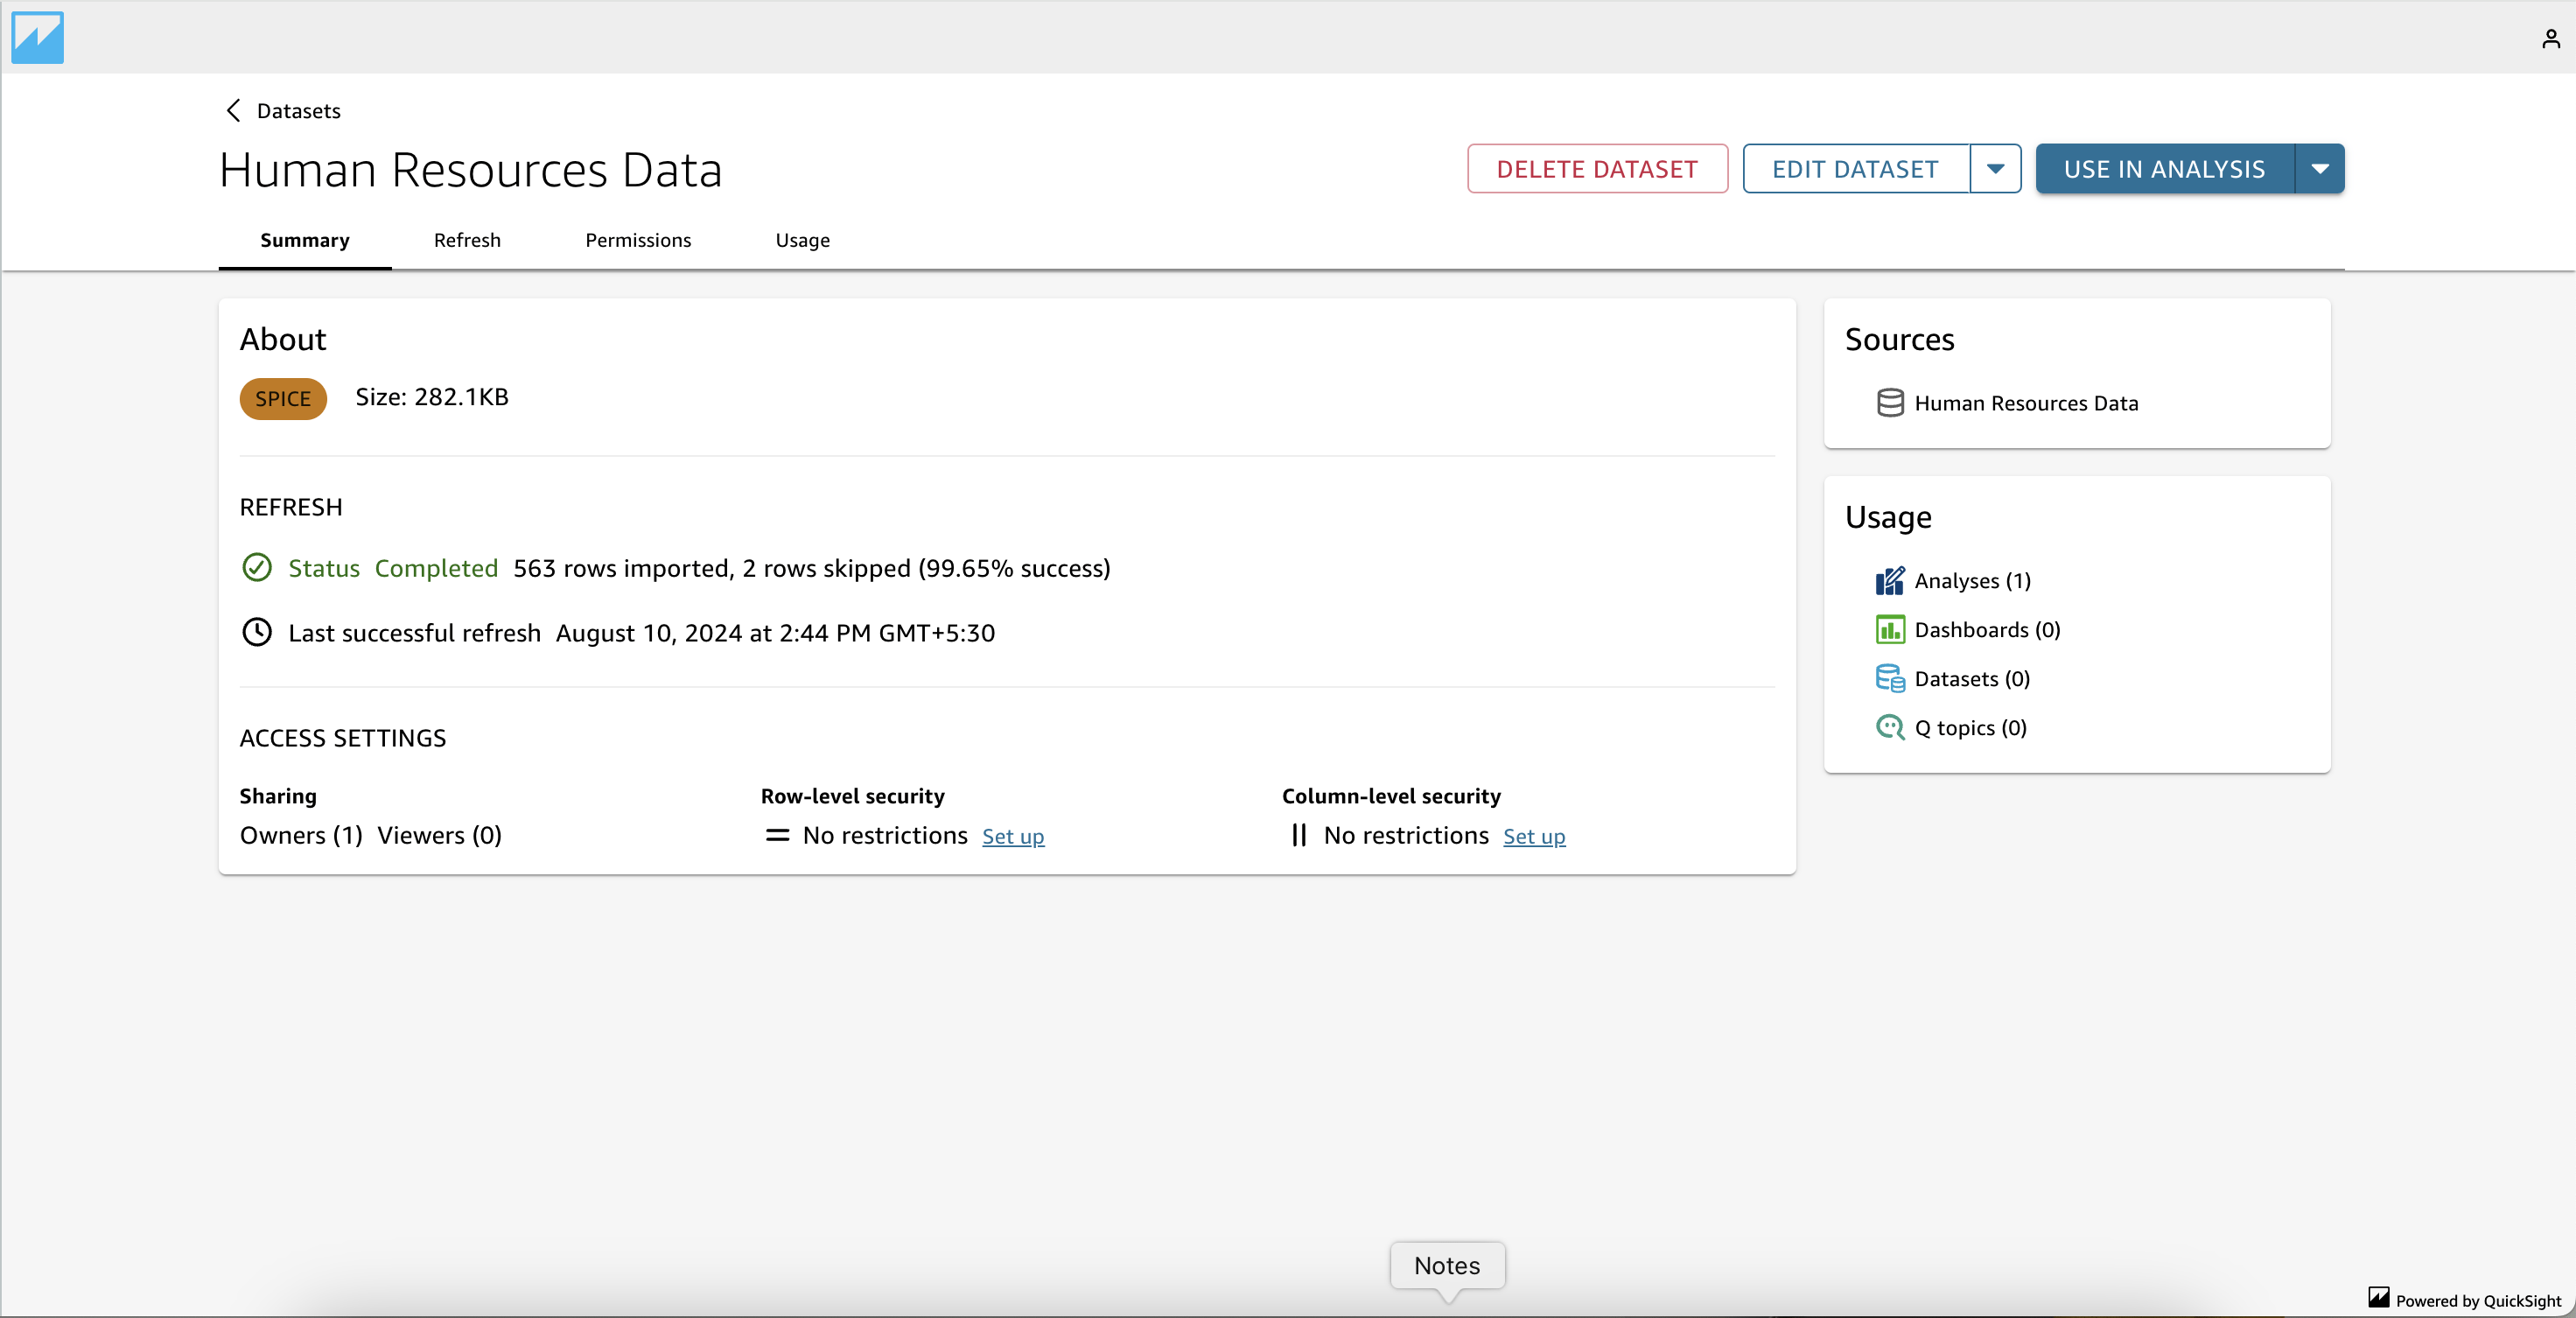 Datasets
Human Resources Data
DELETE DATASET
EDIT DATASET
USE IN ANALYSIS
Summary
Refresh
Permissions
Usage
About
SPICE
Size: 282.1KB
REFRESH
Status Completed 563 rows imported, 2 rows skipped (99.65% success)
Last successful refresh August 10, 2024 at 2:44 PM GMT+5:30
ACCESS SETTINGS
Sharing
Owners (1) Viewers (0)
Row-level security
No restrictions Set up
Column-level security
No restrictions Set up
Sources
Human Resources Data
Usage
Analyses (1)
Dashboards (0)
Datasets (0)
Q topics (0)
Notes
Powered by QuickSight